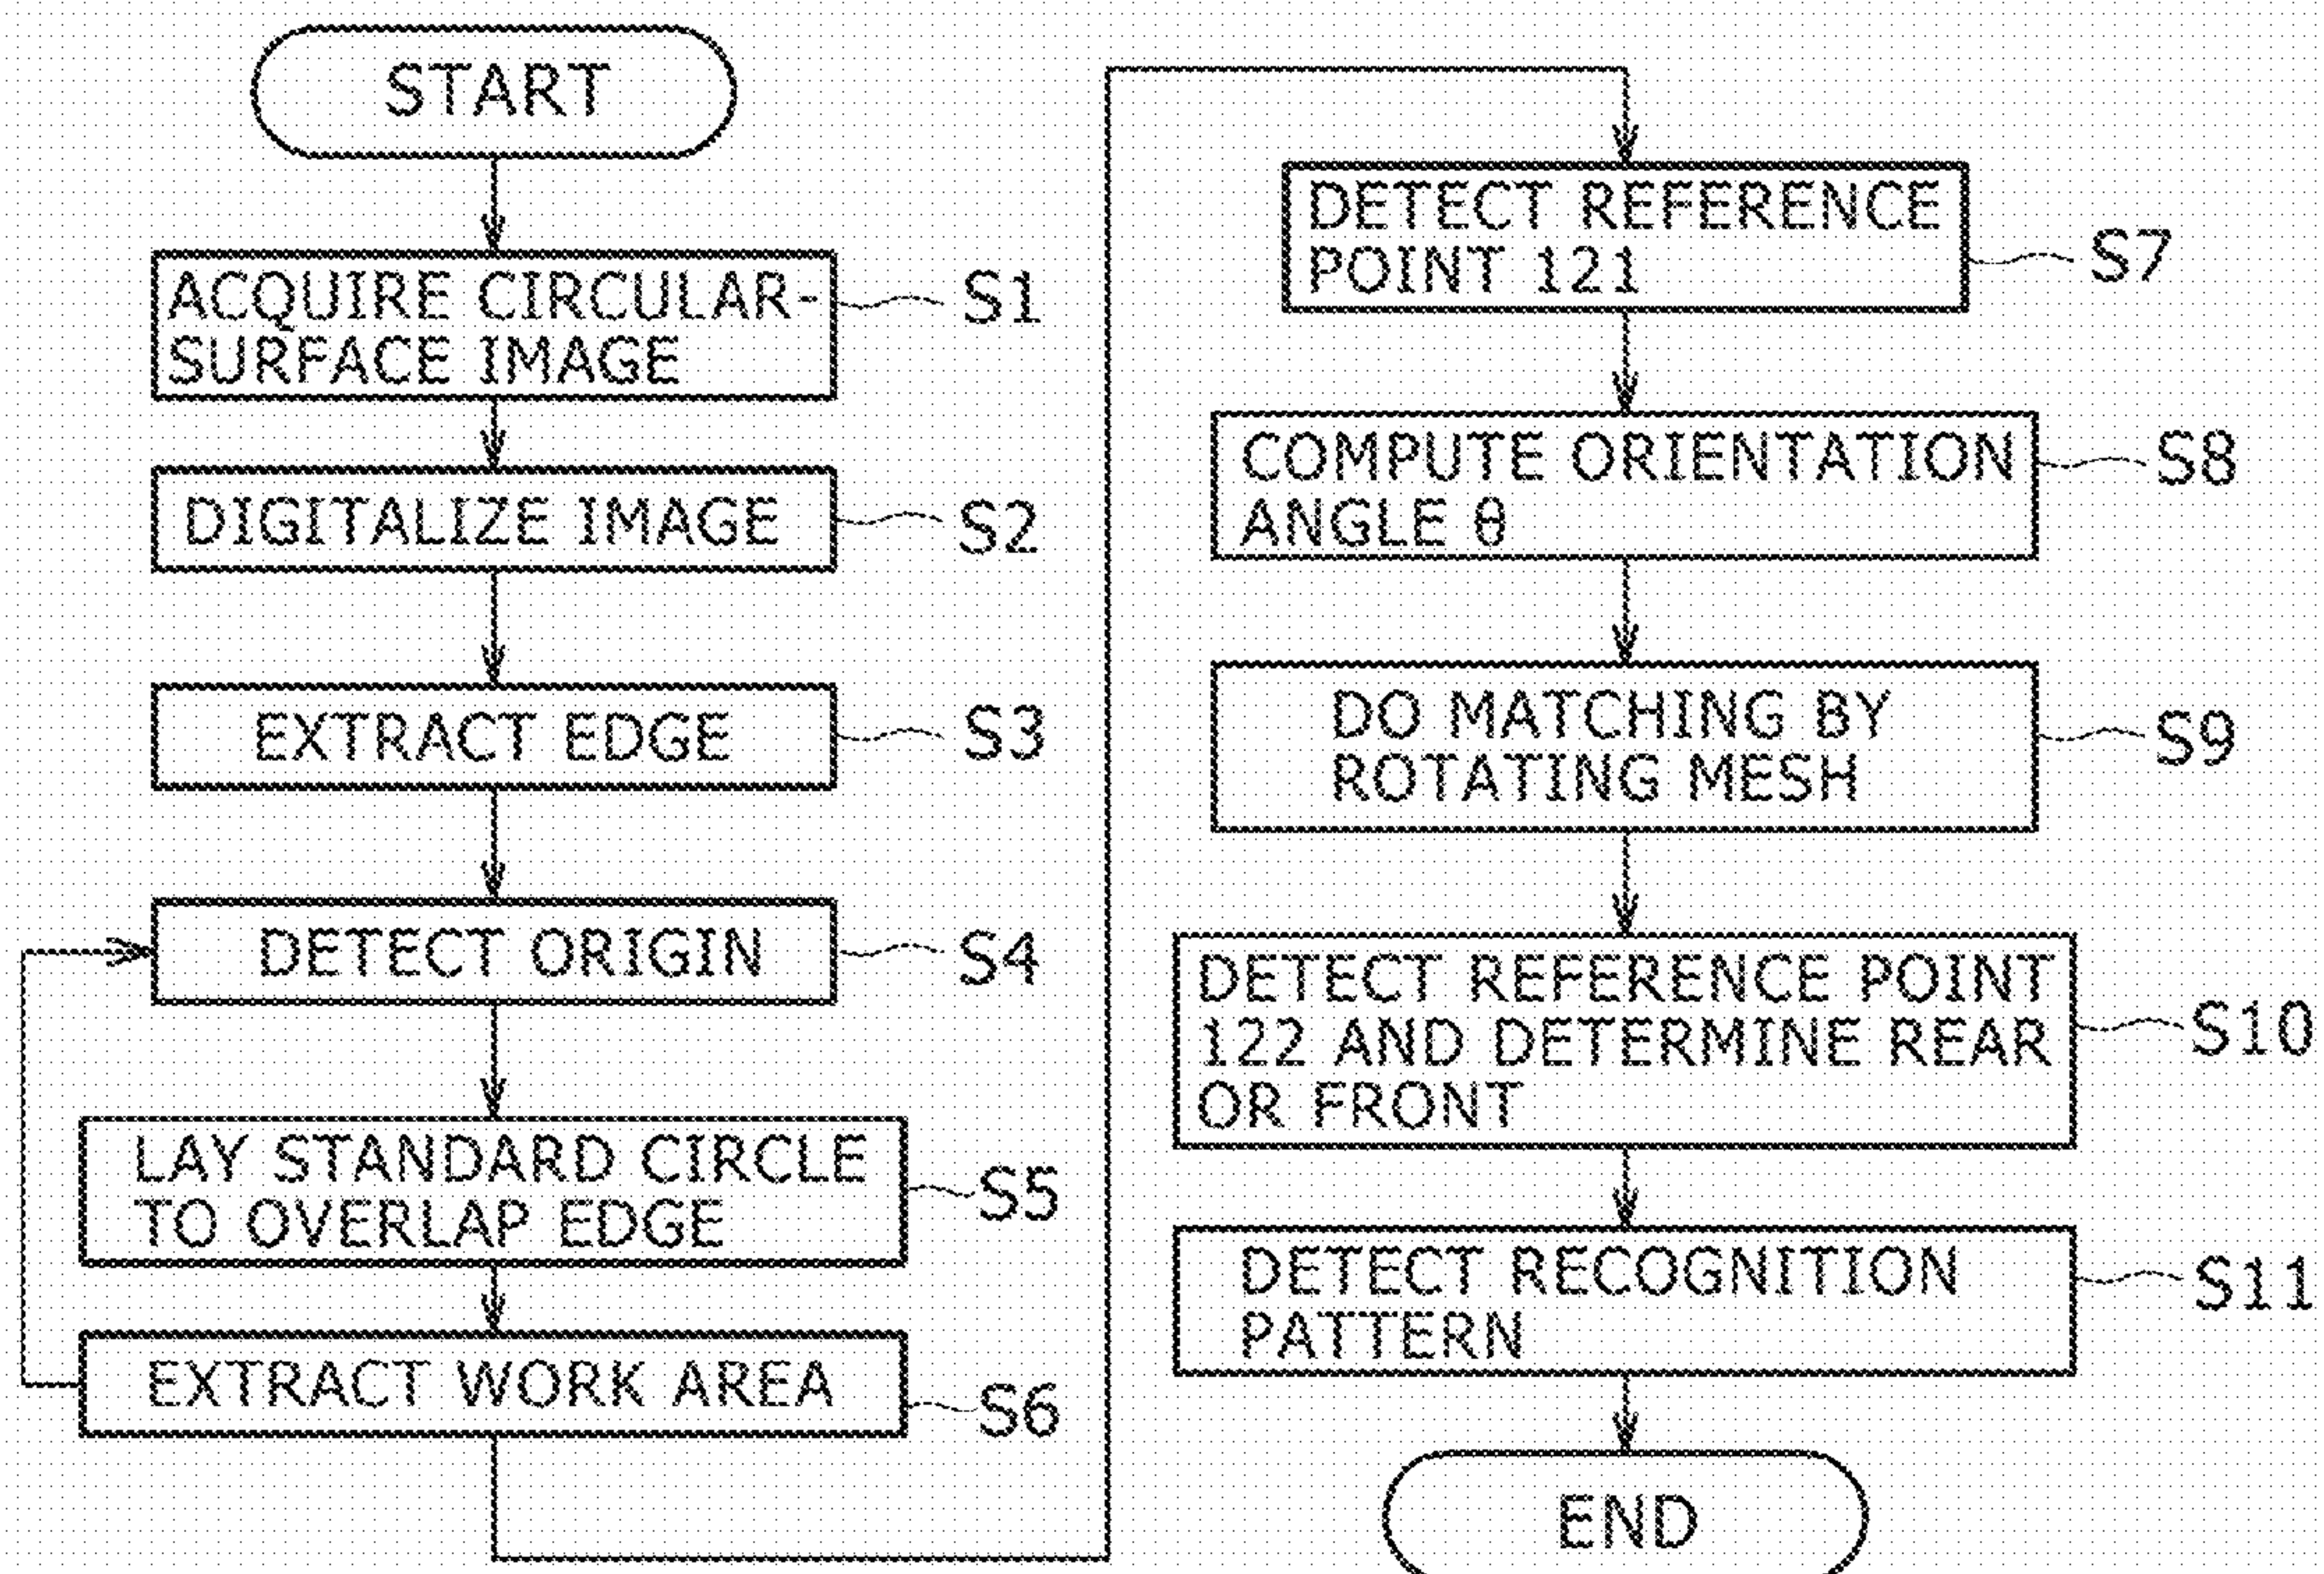 START
ACQUIRE CIRCULAR-
SURFACE IMAGE
S1
DIGITALIZE IMAGE
S2
EXTRACT EDGE
S3
DETECT ORIGIN
S4
LAY STANDARD CIRCLE
TO OVERLAP EDGE
S5
EXTRACT WORK AREA
S6
DETECT REFERENCE
POINT 121
S7
COMPUTE ORIENTATION
ANGLE θ
S8
DO MATCHING BY
ROTATING MESH
S9
DETECT REFERENCE POINT
122 AND DETERMINE REAR
OR FRONT
S10
DETECT RECOGNITION
PATTERN
S11
END